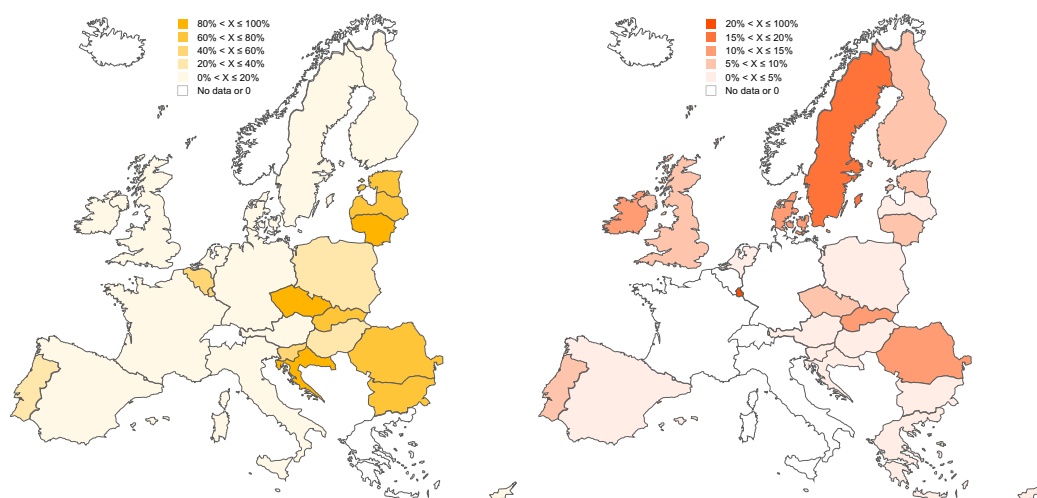 80% < X ≤ 100%
60% < X ≤ 80%
40% < X ≤ 60%
20% < X ≤ 40%
0% < X ≤ 20%
No data or 0
20% < X ≤ 100%
15% < X ≤ 20%
10% < X ≤ 15%
5% < X ≤ 10%
0% < X ≤ 5%
No data or 0